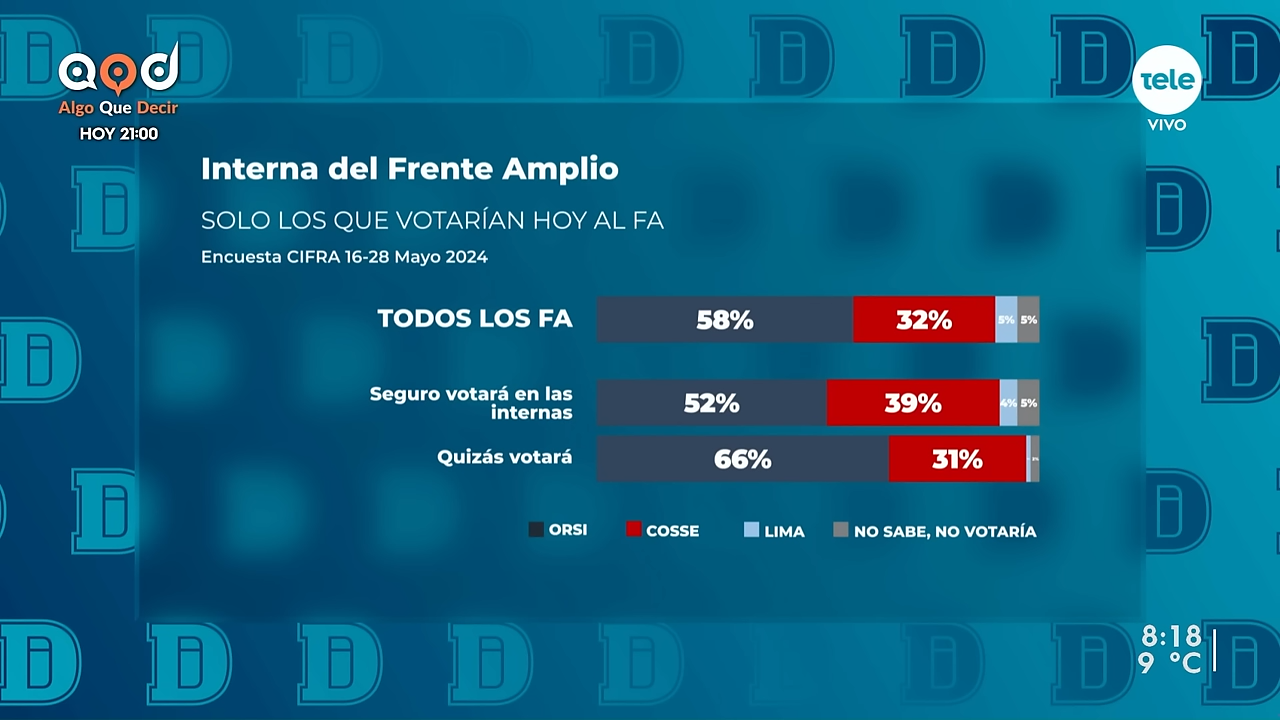 aod
Algo Que Decir
HOY 21:00
tele
VIVO
Interna del Frente Amplio
SOLO LOS QUE VOTARÍAN HOY AL FA
Encuesta CIFRA 16-28 Mayo 2024
TODOS LOS FA
58% 32% 5% 5%
Seguro votará en las
internas
52% 39% 4% 5%
Quizás votará
66% 31%
ORSI COSSE LIMA NO SABE, NO VOTARÍA
8:18
9 °C